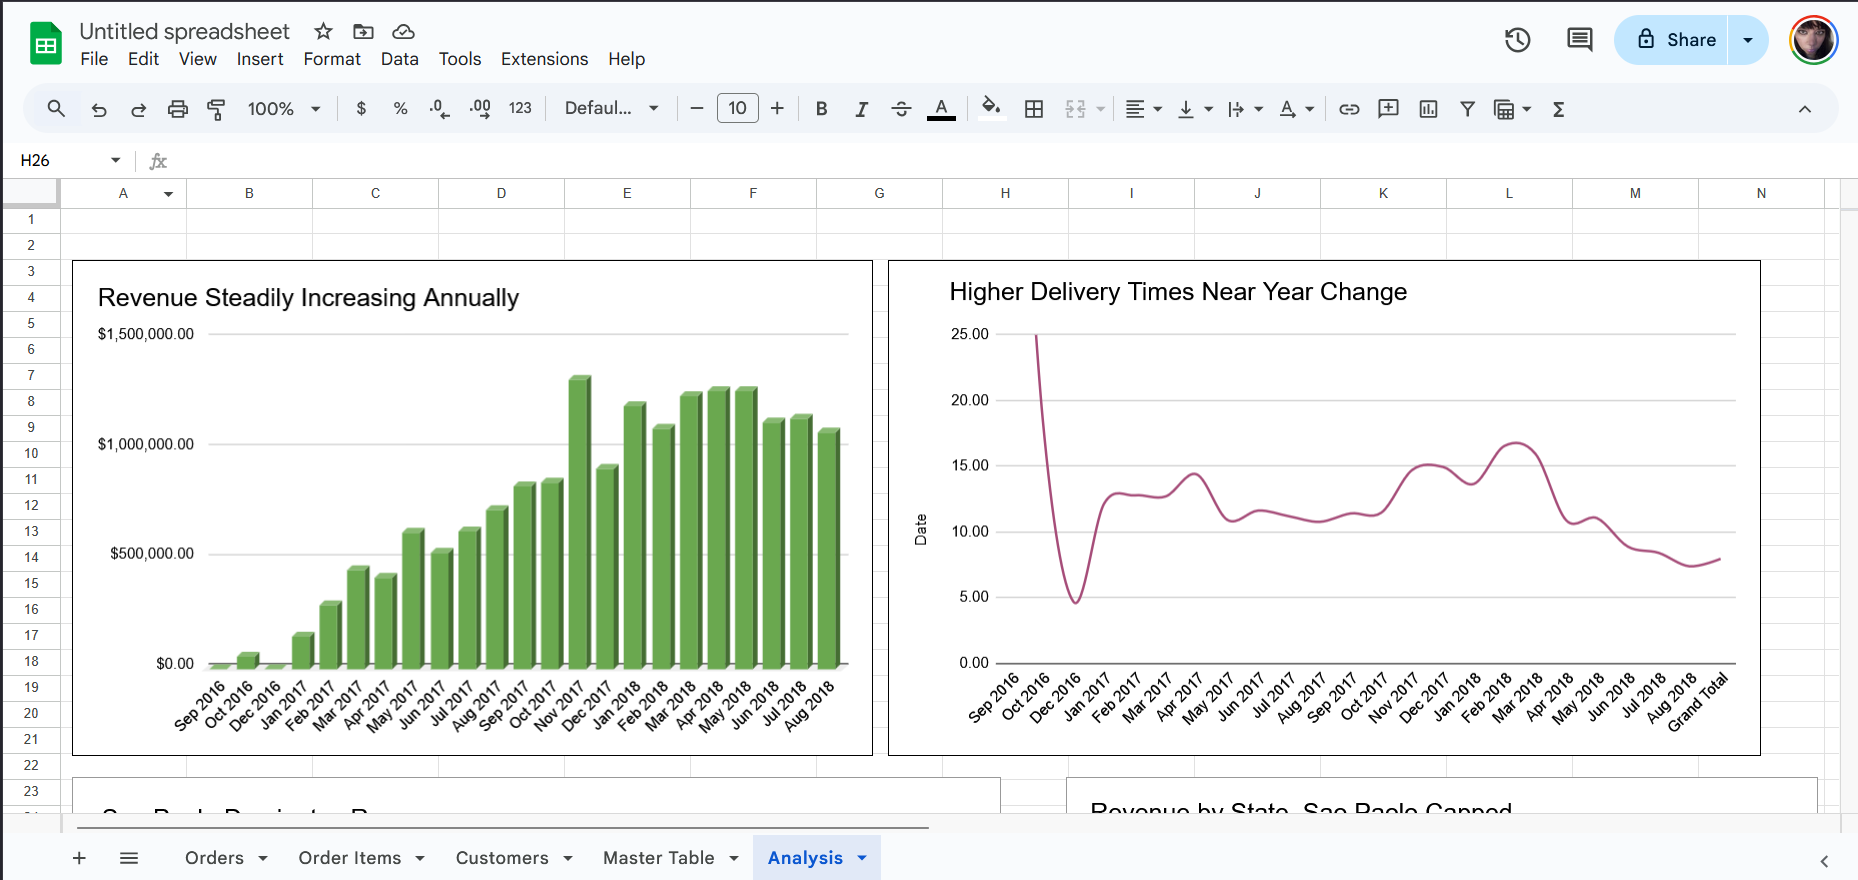 Untitled spreadsheet
File Edit View Insert Format Data Tools Extensions Help
Share
100% $ % .0 .00 123 Defaul... 10 B I A
H26
fx
A B C D E F G H I J K L M N
1
2
3
4
5
6
7
8
9
10
11
12
13
14
15
16
17
18
19
20
21
22
23
Revenue Steadily Increasing Annually
$1,500,000.00
$1,000,000.00
$500,000.00
$0.00
Sep 2016
Oct 2016
Dec 2016
Jan 2017
Feb 2017
Mar 2017
Apr 2017
May 2017
Jun 2017
Jul 2017
Aug 2017
Sep 2017
Oct 2017
Nov 2017
Dec 2017
Jan 2018
Feb 2018
Mar 2018
Apr 2018
May 2018
Jun 2018
Jul 2018
Aug 2018
Higher Delivery Times Near Year Change
Date
25.00
20.00
15.00
10.00
5.00
0.00
Sep 2016
Oct 2016
Dec 2016
Jan 2017
Feb 2017
Mar 2017
Apr 2017
May 2017
Jun 2017
Jul 2017
Aug 2017
Sep 2017
Oct 2017
Nov 2017
Dec 2017
Jan 2018
Feb 2018
Mar 2018
Apr 2018
May 2018
Jun 2018
Jul 2018
Aug 2018
Grand Total
Revenue by State, Sao Paolo Capped
Orders Order Items Customers Master Table Analysis